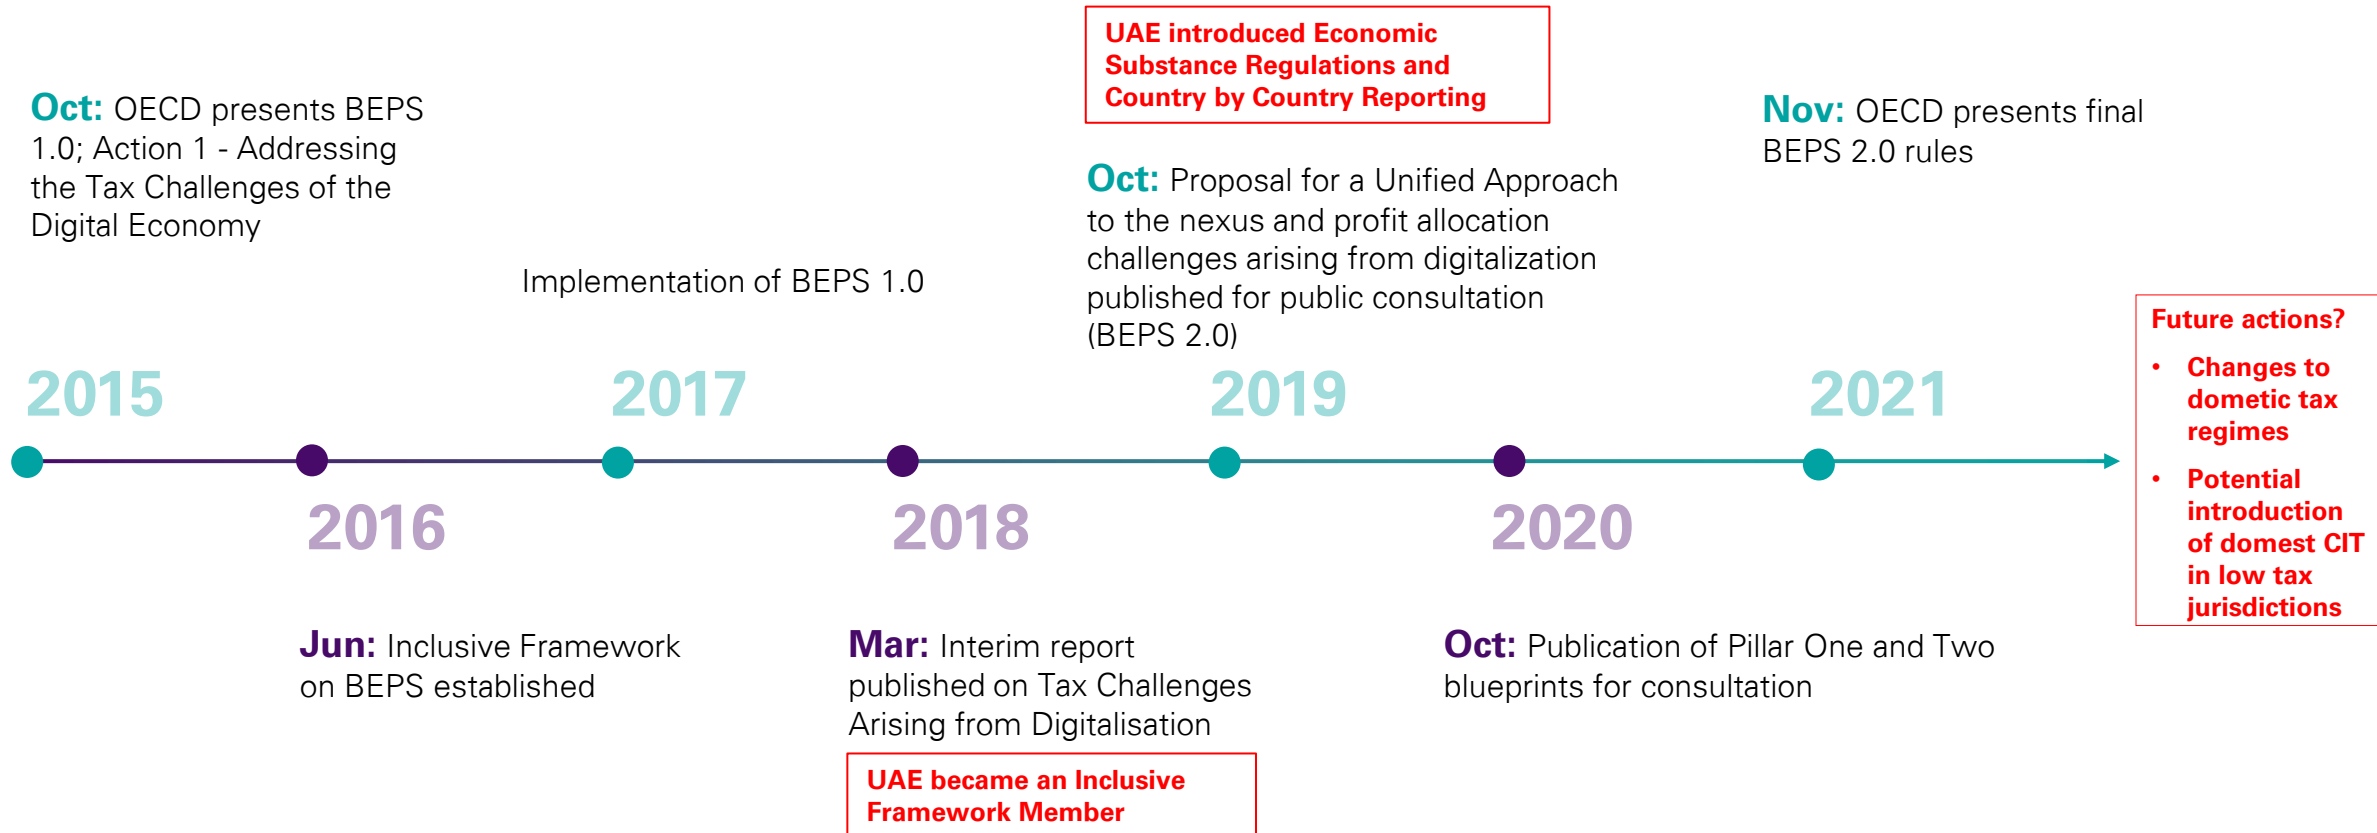 UAE introduced Economic
Substance Regulations and
Country by Country Reporting
Oct: OECD presents BEPS
1.0; Action 1 - Addressing
the Tax Challenges of the
Digital Economy
Implementation of BEPS 1.0
Oct: Proposal for a Unified Approach
to the nexus and profit allocation
challenges arising from digitalization
published for public consultation
(BEPS 2.0)
Nov: OECD presents final
BEPS 2.0 rules
2015
2017
2019
2021
2016
2018
2020
Jun: Inclusive Framework
on BEPS established
Mar: Interim report
published on Tax Challenges
Arising from Digitalisation
UAE became an Inclusive
Framework Member
Oct: Publication of Pillar One and Two
blueprints for consultation
Future actions?
• Changes to
dometic tax
regimes
• Potential
introduction
of domest CIT
in low tax
jurisdictions